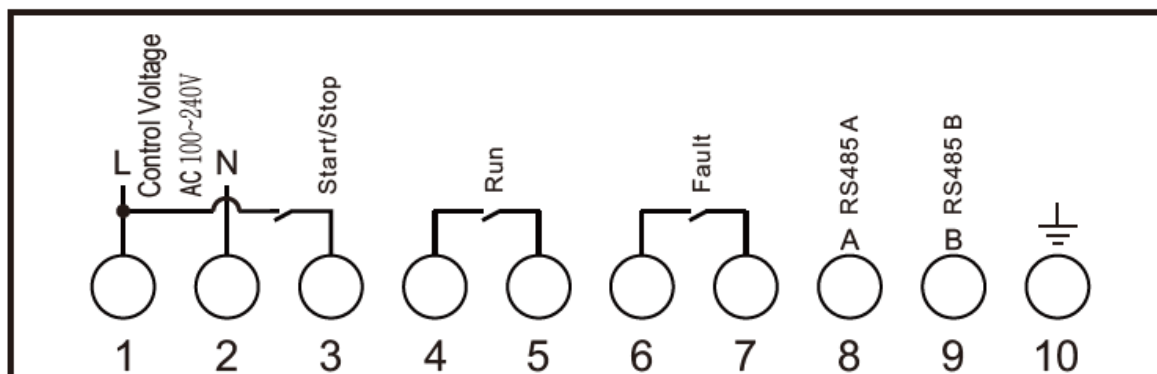 Control Voltage
AC 100~240V
L
N
Start/Stop
Run
Fault
RS485 A
RS485 B
A
B
1 2 3 4 5 6 7 8 9 10